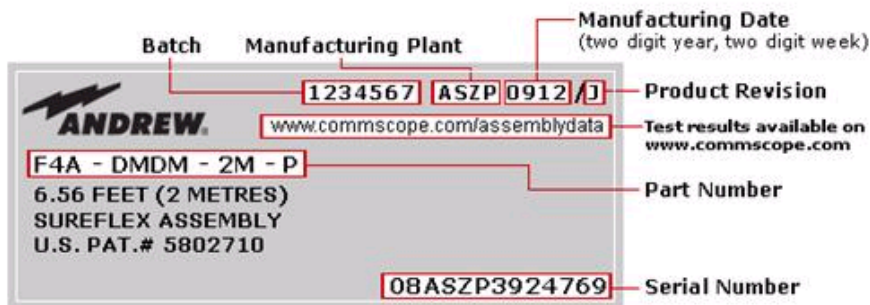 Manufacturing Date
(two digit year, two digit week)
Batch
Manufacturing Plant
1234567 ASZP 0912 /J
Product Revision
ANDREW.
www.commscope.com/assemblydata
Test results available on
www.commscope.com
F4A - DMDM - 2M - P
Part Number
6.56 FEET (2 METRES)
SUREFLEX ASSEMBLY
U.S. PAT.# 5802710
08ASZP3924769
Serial Number